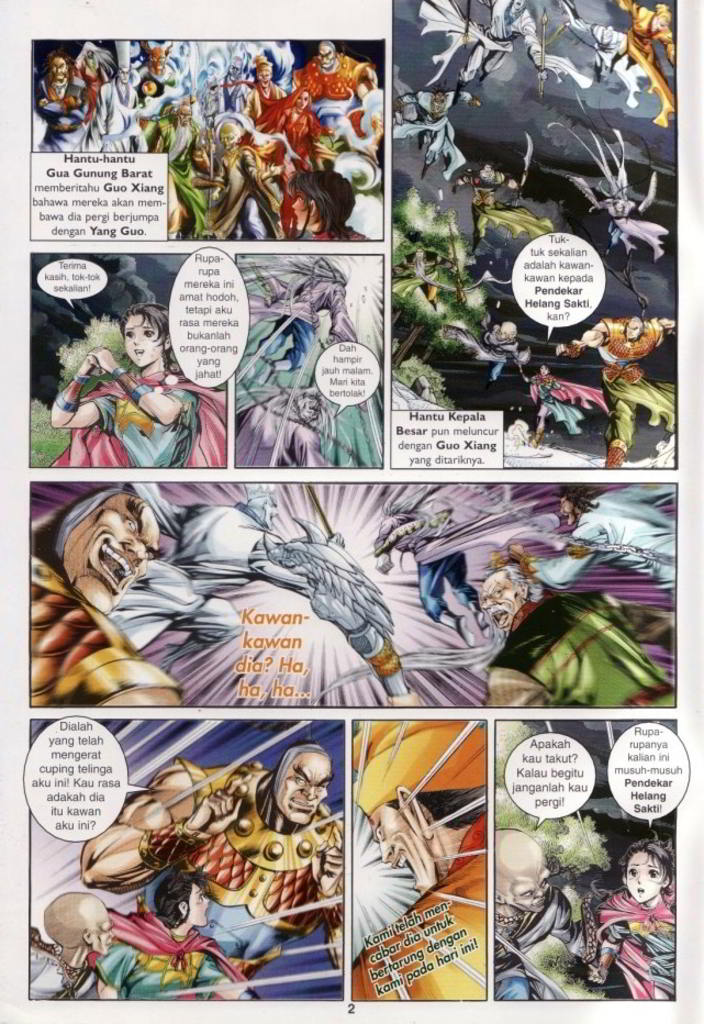 Hantu-hantu
Gua Gunung Barat
memberitahu Guo Xiang
bahawa mereka akan mem-
bawa dia pergi berjumpa
dengan Yang Guo.
Terima
kasih, tok-tok
sekalian!
Rupa-
rupa
mereka ini
amat hodoh,
tetapi aku
rasa mereka
bukanlah
orang-orang
yang
jahat!
Dah
hampir
jauh malam.
Mari kita
bertolak!
Tuk-
tuk sekalian
adalah kawan-
kawan kepada
Pendekar
Helang Sakti,
kan?
Hantu Kepala
Besar pun meluncur
dengan Guo Xiang
yang ditariknya.
Kawan-
kawan
dia? Ha,
ha, ha...
Dialah
yang telah
mengerat
cuping telinga
aku ini! Kau rasa
adakah dia
itu kawan
aku ini?
Kami telah men-
cabar dia untuk
bertarung dengan
kami pada hari ini!
Apakah
kau takut?
Kalau begitu
janganlah kau
pergi!
Rupa-
rupanya
kalian ini
musuh-musuh
Pendekar
Helang
Sakti!
2